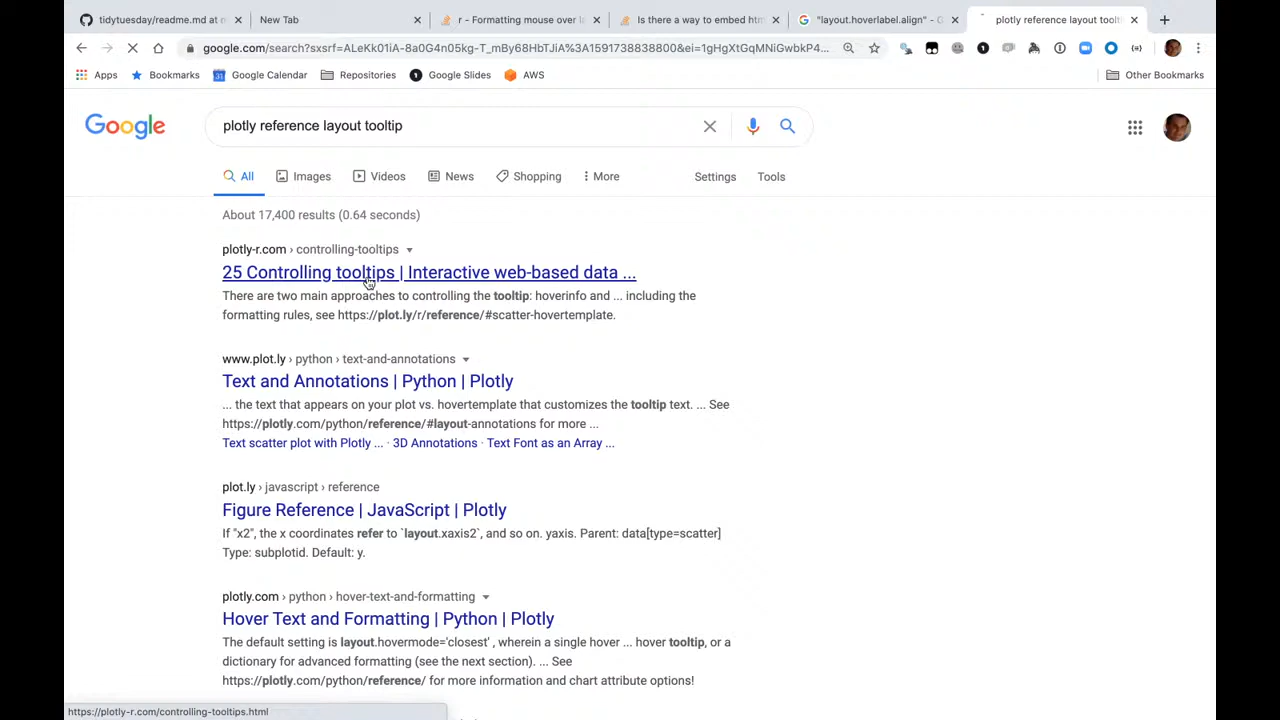 tidytuesday/readme.md at m
New Tab
r - Formatting mouse over la
Is there a way to embed htm
"layout.hoverlabel.align" - G
plotly reference layout toolti
google.com/search?sxsrf=ALeKk01iA-8a0G4n05kg-T_mBy68HbTJiA%3A1591738838800&ei=1gHgXtGqMNiGwbkP4...
Apps
Bookmarks
Google Calendar
Repositories
Google Slides
AWS
Other Bookmarks
Google
plotly reference layout tooltip
All
Images
Videos
News
Shopping
More
Settings
Tools
About 17,400 results (0.64 seconds)
plotly-r.com › controlling-tooltips
25 Controlling tooltips | Interactive web-based data ...
There are two main approaches to controlling the tooltip: hoverinfo and ... including the
formatting rules, see https://plot.ly/r/reference/#scatter-hovertemplate.
www.plot.ly › python › text-and-annotations
Text and Annotations | Python | Plotly
... the text that appears on your plot vs. hovertemplate that customizes the tooltip text. ... See
https://plotly.com/python/reference/#layout-annotations for more ...
Text scatter plot with Plotly ... · 3D Annotations · Text Font as an Array ...
plot.ly › javascript › reference
Figure Reference | JavaScript | Plotly
If "x2", the x coordinates refer to `layout.xaxis2`, and so on. yaxis. Parent: data[type=scatter]
Type: subplotid. Default: y.
plotly.com › python › hover-text-and-formatting
Hover Text and Formatting | Python | Plotly
The default setting is layout.hovermode='closest' , wherein a single hover ... hover tooltip, or a
dictionary for advanced formatting (see the next section). ... See
https://plotly.com/python/reference/ for more information and chart attribute options!
https://plotly-r.com/controlling-tooltips.html